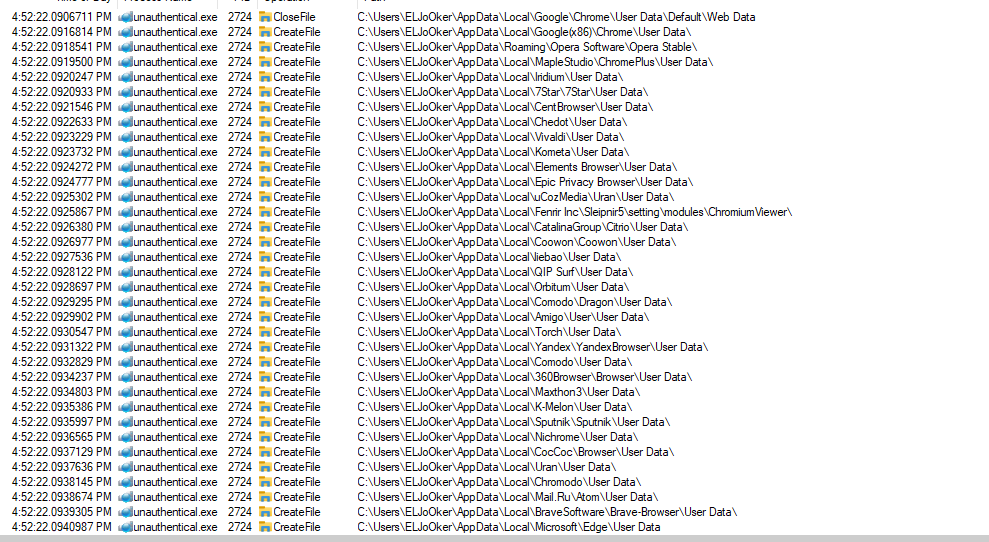 4:52:22.0906711 PM unauthentical.exe 2724 CloseFile C:\Users\ELJoOker\AppData\Local\Google\Chrome\User Data\Default\Web Data
4:52:22.0916814 PM unauthentical.exe 2724 CreateFile C:\Users\ELJoOker\AppData\Local\Google(x86)\Chrome\User Data\
4:52:22.0918541 PM unauthentical.exe 2724 CreateFile C:\Users\ELJoOker\AppData\Roaming\Opera Software\Opera Stable\
4:52:22.0919500 PM unauthentical.exe 2724 CreateFile C:\Users\ELJoOker\AppData\Local\MapleStudio\ChromePlus\User Data\
4:52:22.0920247 PM unauthentical.exe 2724 CreateFile C:\Users\ELJoOker\AppData\Local\Iridium\User Data\
4:52:22.0920933 PM unauthentical.exe 2724 CreateFile C:\Users\ELJoOker\AppData\Local\7Star\7Star\User Data\
4:52:22.0921546 PM unauthentical.exe 2724 CreateFile C:\Users\ELJoOker\AppData\Local\CentBrowser\User Data\
4:52:22.0922633 PM unauthentical.exe 2724 CreateFile C:\Users\ELJoOker\AppData\Local\Chedot\User Data\
4:52:22.0923229 PM unauthentical.exe 2724 CreateFile C:\Users\ELJoOker\AppData\Local\Vivaldi\User Data\
4:52:22.0923732 PM unauthentical.exe 2724 CreateFile C:\Users\ELJoOker\AppData\Local\Kometa\User Data\
4:52:22.0924272 PM unauthentical.exe 2724 CreateFile C:\Users\ELJoOker\AppData\Local\Elements Browser\User Data\
4:52:22.0924777 PM unauthentical.exe 2724 CreateFile C:\Users\ELJoOker\AppData\Local\Epic Privacy Browser\User Data\
4:52:22.0925302 PM unauthentical.exe 2724 CreateFile C:\Users\ELJoOker\AppData\Local\uCozMedia\Uran\User Data\
4:52:22.0925867 PM unauthentical.exe 2724 CreateFile C:\Users\ELJoOker\AppData\Local\Fenrir Inc\Sleipnir5\setting\modules\ChromiumViewer\
4:52:22.0926380 PM unauthentical.exe 2724 CreateFile C:\Users\ELJoOker\AppData\Local\CatalinaGroup\Citrio\User Data\
4:52:22.0926977 PM unauthentical.exe 2724 CreateFile C:\Users\ELJoOker\AppData\Local\Coowon\Coowon\User Data\
4:52:22.0927536 PM unauthentical.exe 2724 CreateFile C:\Users\ELJoOker\AppData\Local\liebao\User Data\
4:52:22.0928122 PM unauthentical.exe 2724 CreateFile C:\Users\ELJoOker\AppData\Local\QIP Surf\User Data\
4:52:22.0928697 PM unauthentical.exe 2724 CreateFile C:\Users\ELJoOker\AppData\Local\Orbitum\User Data\
4:52:22.0929295 PM unauthentical.exe 2724 CreateFile C:\Users\ELJoOker\AppData\Local\Comodo\Dragon\User Data\
4:52:22.0929902 PM unauthentical.exe 2724 CreateFile C:\Users\ELJoOker\AppData\Local\Amigo\User\User Data\
4:52:22.0930547 PM unauthentical.exe 2724 CreateFile C:\Users\ELJoOker\AppData\Local\Torch\User Data\
4:52:22.0931322 PM unauthentical.exe 2724 CreateFile C:\Users\ELJoOker\AppData\Local\Yandex\YandexBrowser\User Data\
4:52:22.0932829 PM unauthentical.exe 2724 CreateFile C:\Users\ELJoOker\AppData\Local\Comodo\User Data\
4:52:22.0934237 PM unauthentical.exe 2724 CreateFile C:\Users\ELJoOker\AppData\Local\360Browser\Browser\User Data\
4:52:22.0934803 PM unauthentical.exe 2724 CreateFile C:\Users\ELJoOker\AppData\Local\Maxthon3\User Data\
4:52:22.0935386 PM unauthentical.exe 2724 CreateFile C:\Users\ELJoOker\AppData\Local\K-Melon\User Data\
4:52:22.0935997 PM unauthentical.exe 2724 CreateFile C:\Users\ELJoOker\AppData\Local\Sputnik\Sputnik\User Data\
4:52:22.0936565 PM unauthentical.exe 2724 CreateFile C:\Users\ELJoOker\AppData\Local\Nichrome\User Data\
4:52:22.0937129 PM unauthentical.exe 2724 CreateFile C:\Users\ELJoOker\AppData\Local\CocCoc\Browser\User Data\
4:52:22.0937636 PM unauthentical.exe 2724 CreateFile C:\Users\ELJoOker\AppData\Local\Uran\User Data\
4:52:22.0938145 PM unauthentical.exe 2724 CreateFile C:\Users\ELJoOker\AppData\Local\Chromodo\User Data\
4:52:22.0938674 PM unauthentical.exe 2724 CreateFile C:\Users\ELJoOker\AppData\Local\Mail.Ru\Atom\User Data\
4:52:22.0939305 PM unauthentical.exe 2724 CreateFile C:\Users\ELJoOker\AppData\Local\BraveSoftware\Brave-Browser\User Data\
4:52:22.0940987 PM unauthentical.exe 2724 CreateFile C:\Users\ELJoOker\AppData\Local\Microsoft\Edge\User Data